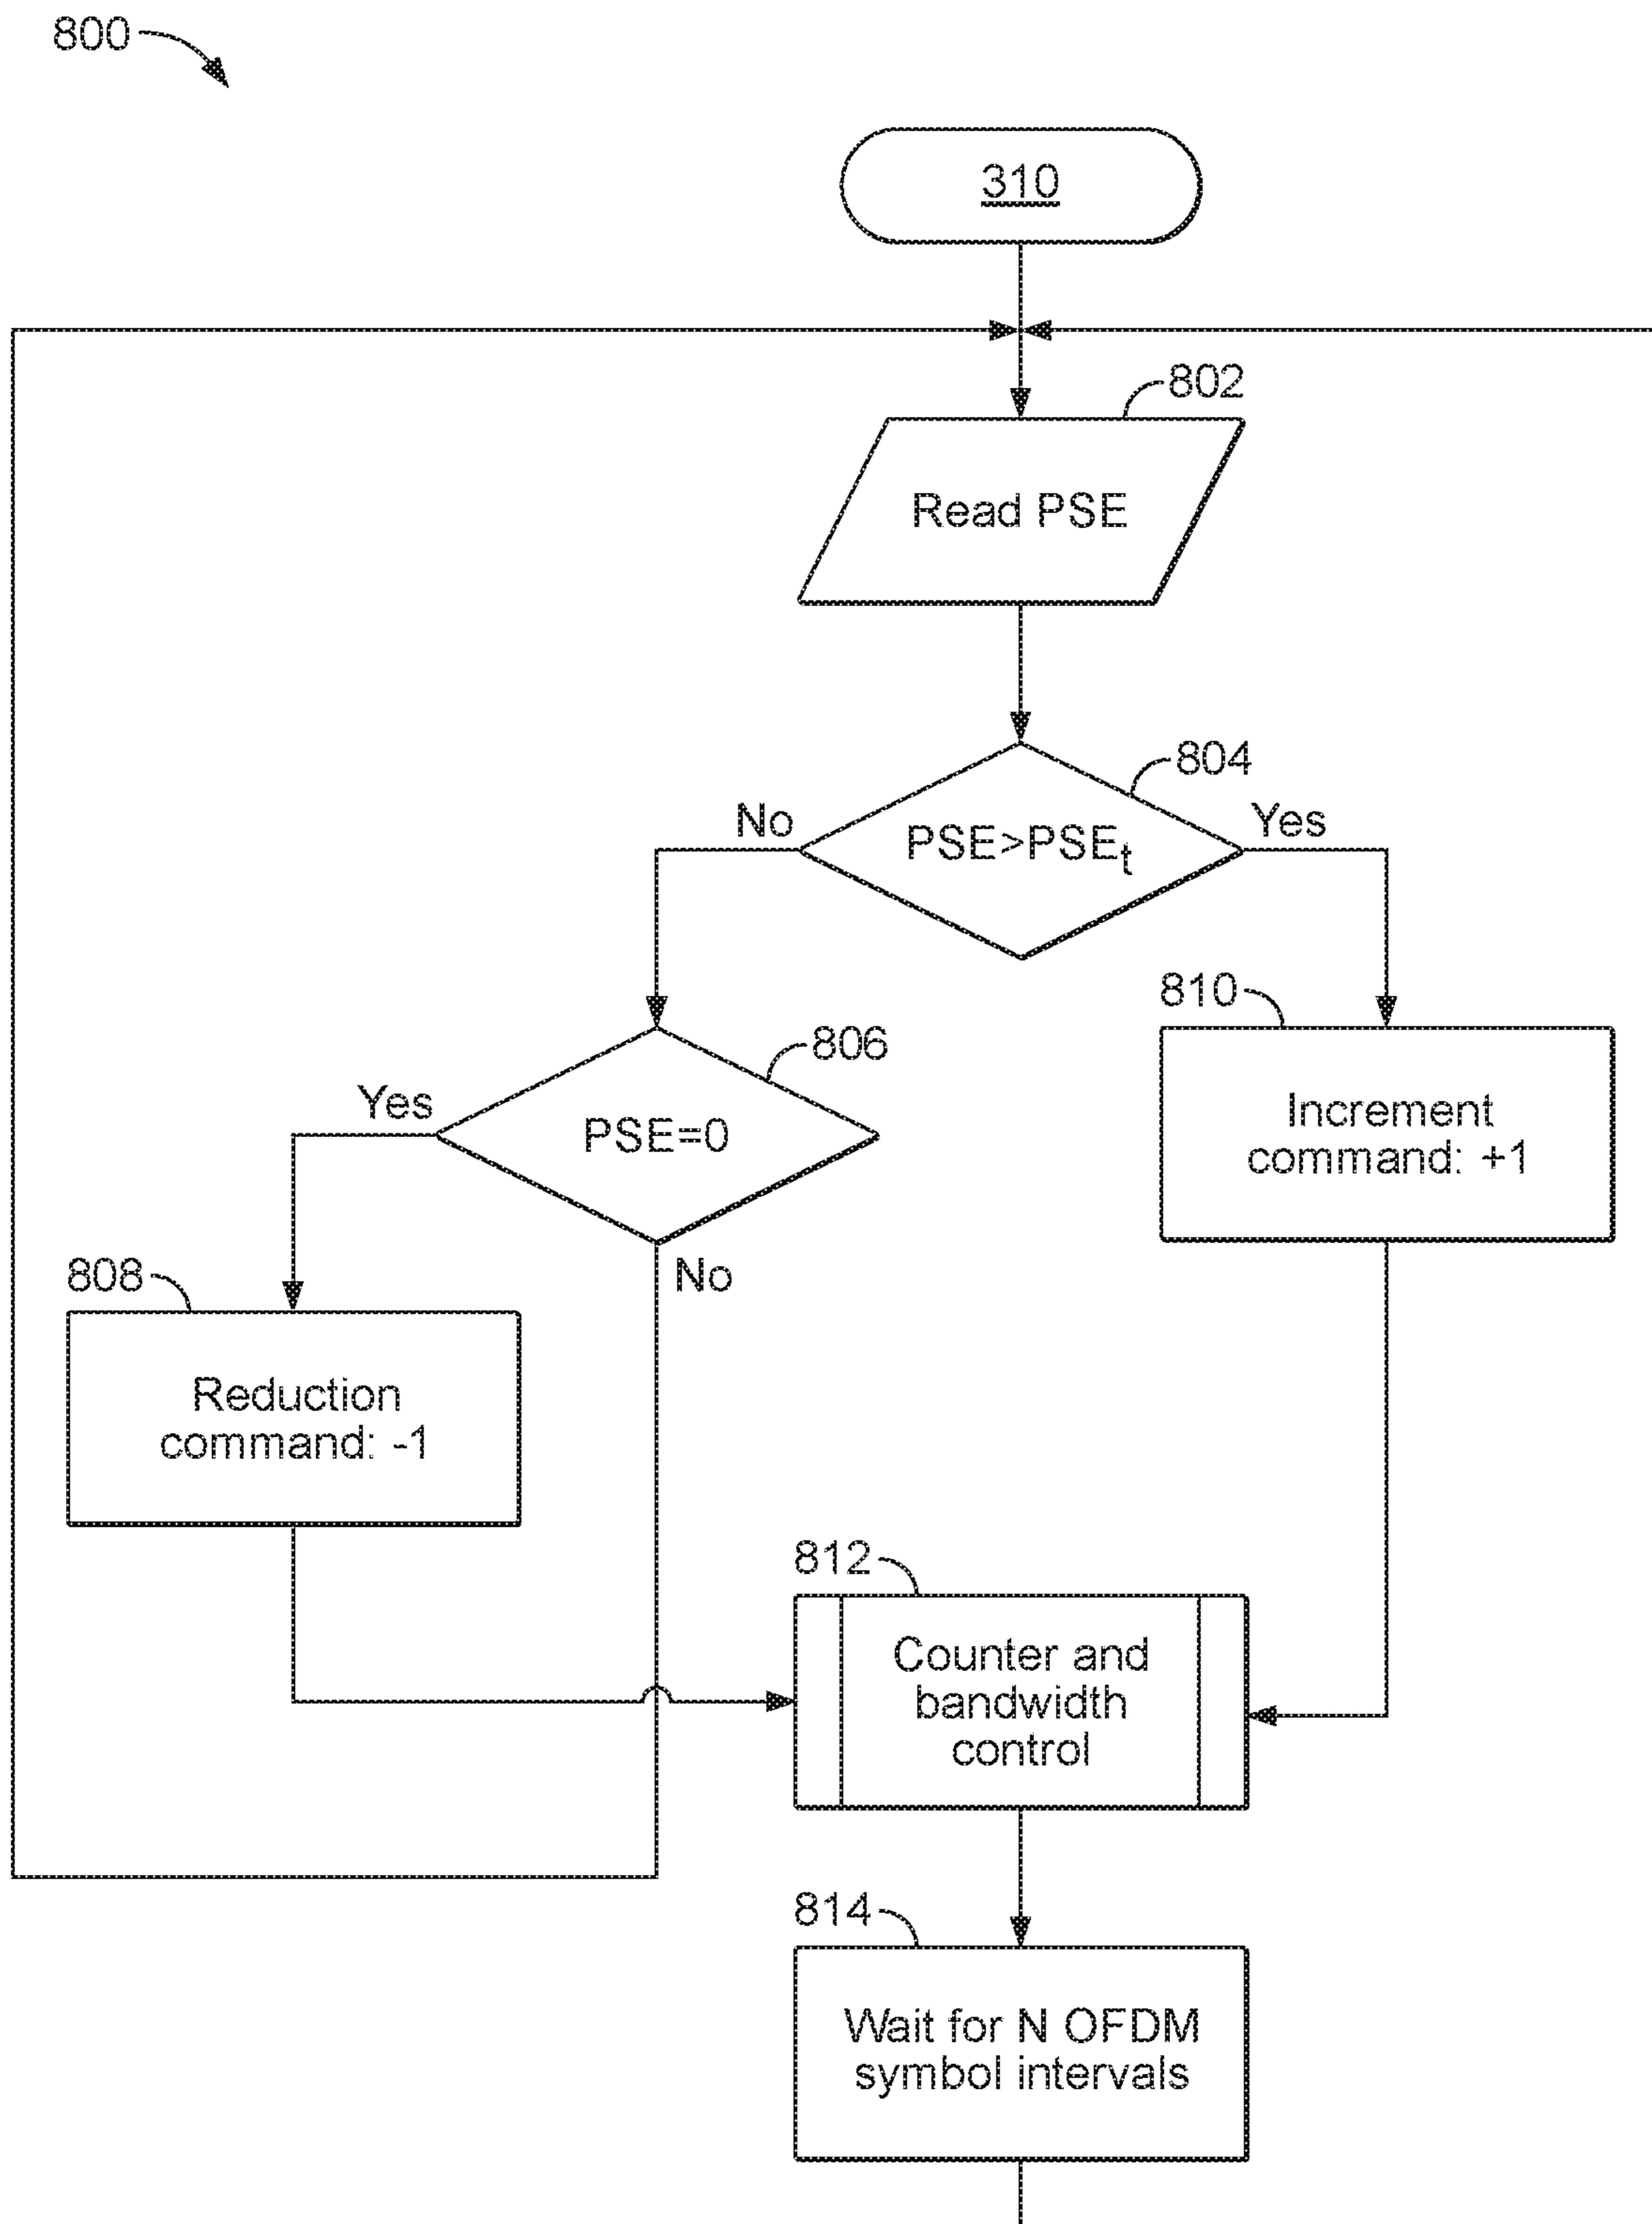 800
310
802
Read PSE
804
No
PSE>PSEt
Yes
810
806
Yes
PSE=0
Increment
command: +1
808
No
Reduction
command: -1
812
Counter and
bandwidth
control
814
Wait for N OFDM
symbol intervals